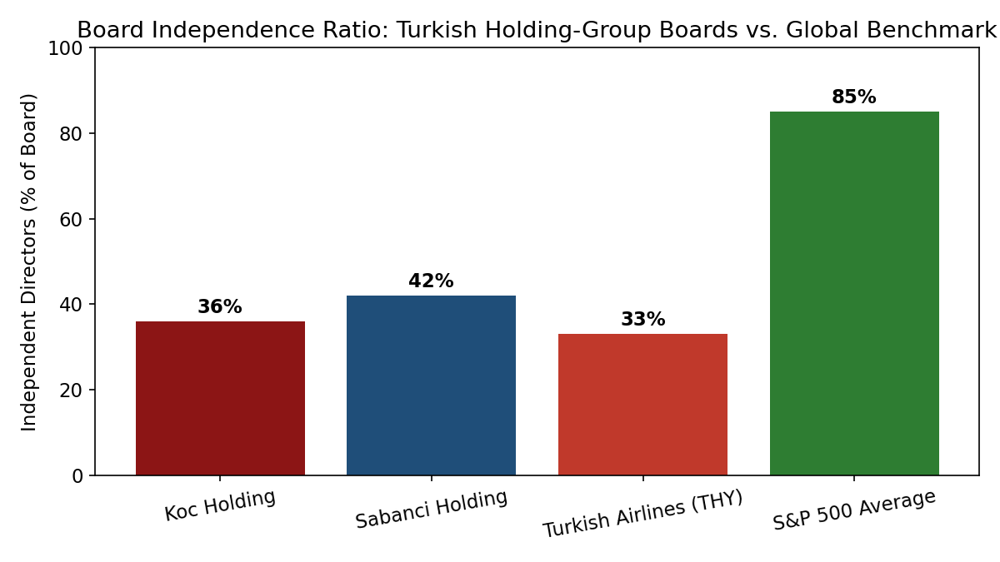 Board Independence Ratio: Turkish Holding-Group Boards vs. Global Benchmark
Independent Directors (% of Board)
100
80
60
40
20
0
36%
42%
33%
85%
Koc Holding
Sabanci Holding
Turkish Airlines (THY)
S&P 500 Average